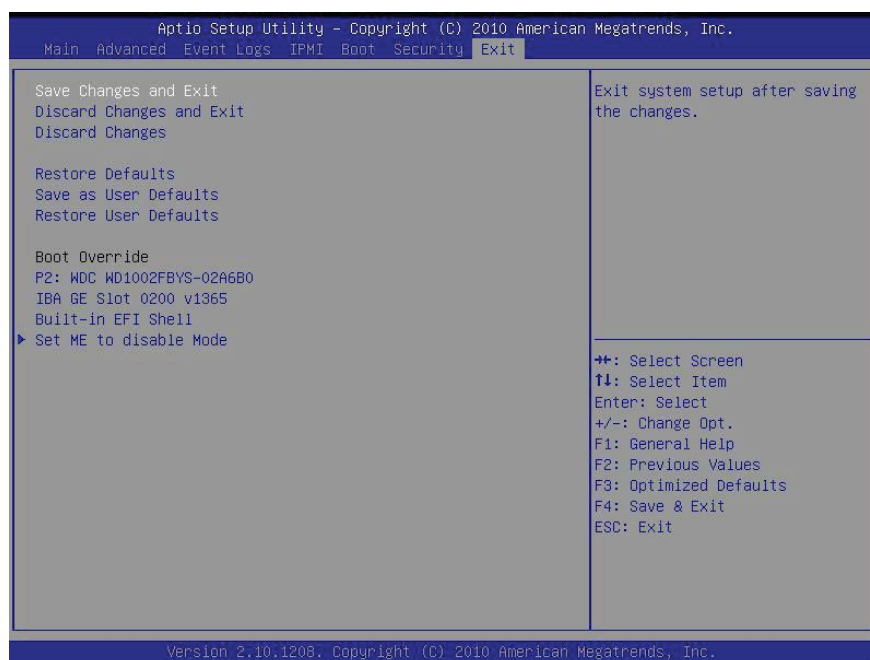 Aptio Setup Utility – Copyright (C) 2010 American Megatrends, Inc.
Main Advanced Event Logs IPMI Boot Security Exit
Save Changes and Exit
Discard Changes and Exit
Discard Changes
Restore Defaults
Save as User Defaults
Restore User Defaults
Boot Override
P2: WDC WD1002FBYS-02A6B0
IBA GE Slot 0200 v1365
Built-in EFI Shell
Set ME to disable Mode
Exit system setup after saving
the changes.
→←: Select Screen
↑↓: Select Item
Enter: Select
+/-: Change Opt.
F1: General Help
F2: Previous Values
F3: Optimized Defaults
F4: Save & Exit
ESC: Exit
Version 2.10.1208. Copyright (C) 2010 American Megatrends, Inc.